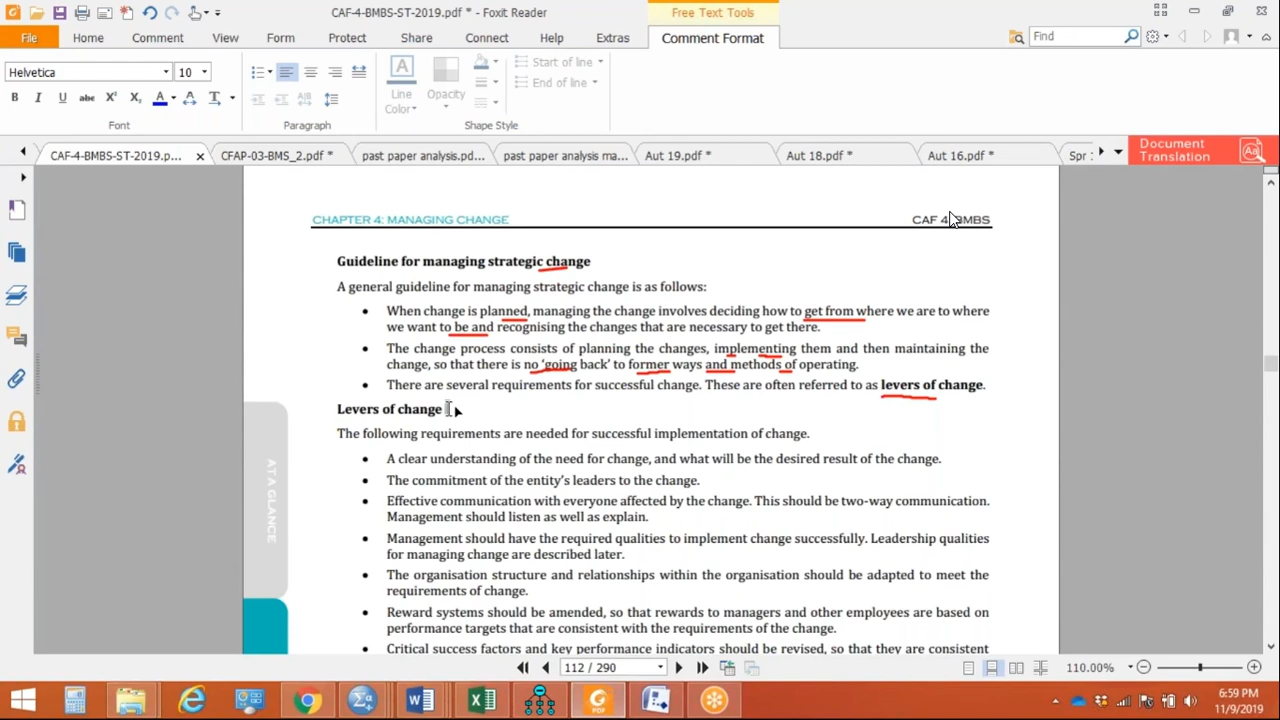 CAF-4-BMBS-ST-2019.pdf * - Foxit Reader
Free Text Tools
File
Home
Comment
View
Form
Protect
Share
Connect
Help
Extras
Comment Format
Find
Helvetica
10
B I U abc X² X₂ A A T
Line
Color
Opacity
Start of line
End of line
Font
Paragraph
Shape Style
CAF-4-BMBS-ST-2019.p...
CFAP-03-BMS_2.pdf *
past paper analysis.pd...
past paper analysis ma...
Aut 19.pdf *
Aut 18.pdf *
Aut 16.pdf *
Spr
Document
Translation
CHAPTER 4: MANAGING CHANGE
CAF 4: BMBS
Guideline for managing strategic change
A general guideline for managing strategic change is as follows:
• When change is planned, managing the change involves deciding how to get from where we are to where
we want to be and recognising the changes that are necessary to get there.
• The change process consists of planning the changes, implementing them and then maintaining the
change, so that there is no ‘going back’ to former ways and methods of operating.
• There are several requirements for successful change. These are often referred to as levers of change.
Levers of change
The following requirements are needed for successful implementation of change.
• A clear understanding of the need for change, and what will be the desired result of the change.
• The commitment of the entity’s leaders to the change.
• Effective communication with everyone affected by the change. This should be two-way communication.
Management should listen as well as explain.
• Management should have the required qualities to implement change successfully. Leadership qualities
for managing change are described later.
• The organisation structure and relationships within the organisation should be adapted to meet the
requirements of change.
• Reward systems should be amended, so that rewards to managers and other employees are based on
performance targets that are consistent with the requirements of the change.
• Critical success factors and key performance indicators should be revised, so that they are consistent
AT A GLANCE
112 / 290
110.00%
6:59 PM
11/9/2019